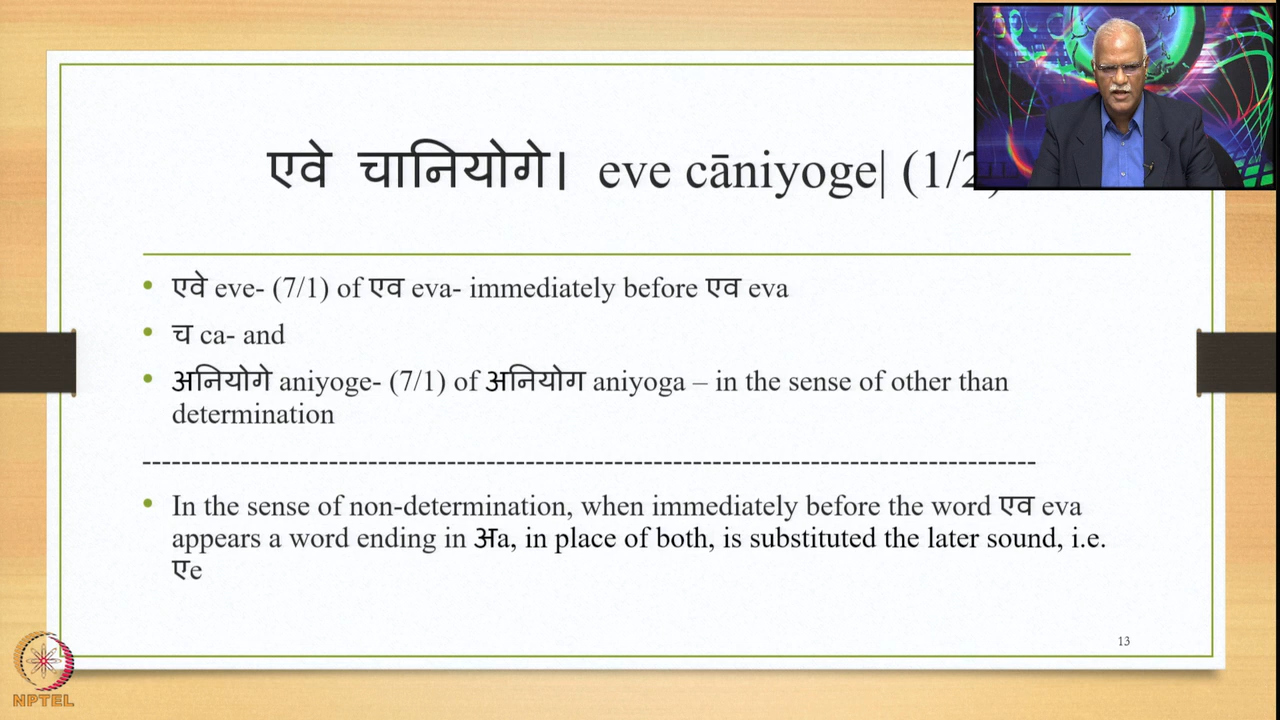 एवे चानियोगे। eve cāniyoge| (1/2)
• एवे eve- (7/1) of एव eva- immediately before एव eva
• च ca- and
• अनियोगे aniyoge- (7/1) of अनियोग aniyoga – in the sense of other than
determination
--------------------------------------------------------------------------------------
• In the sense of non-determination, when immediately before the word एव eva
appears a word ending in अa, in place of both, is substituted the later sound, i.e.
एe
13
NPTEL